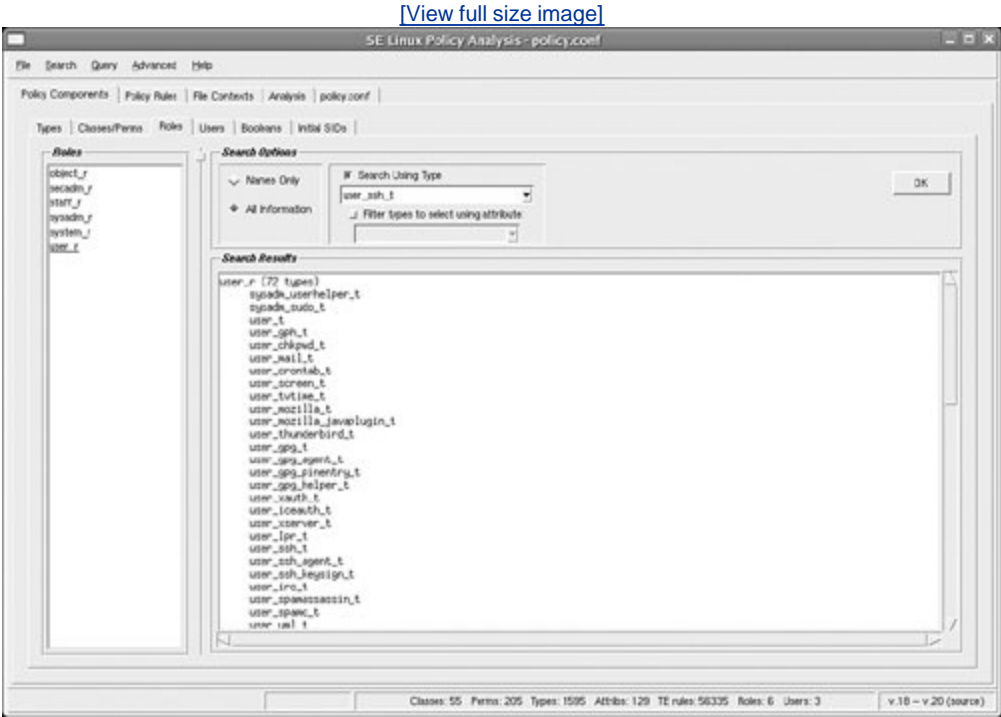 [View full size image]
SE Linux Policy Analysis - policy.conf
File Search Query Advanced Help
Policy Components Policy Rules File Contexts Analysis policy.conf
Types Classes/Perms Roles Users Booleans Initial SIDs
Roles
object_r
secadm_r
staff_r
sysadm_r
system_r
user_r
Search Options
Names Only
All Information
Search Using Type
user_ssh_t
Filter types to select using attribute:
OK
Search Results
user_r (72 types)
sysadm_userhelper_t
sysadm_sudo_t
user_t
user_gph_t
user_chkpwd_t
user_mail_t
user_crontab_t
user_screen_t
user_tvtime_t
user_mozilla_t
user_mozilla_javaplugin_t
user_thunderbird_t
user_gpg_t
user_gpg_agent_t
user_gpg_pinentry_t
user_gpg_helper_t
user_xauth_t
user_iceauth_t
user_xserver_t
user_lpr_t
user_ssh_t
user_ssh_agent_t
user_ssh_keysign_t
user_irc_t
user_spamassassin_t
user_spamc_t
user_uml_t
Classes: 55 Perms: 205 Types: 1595 Attribs: 129 TE rules: 56335 Roles: 6 Users: 3
v.18 – v.20 (source)